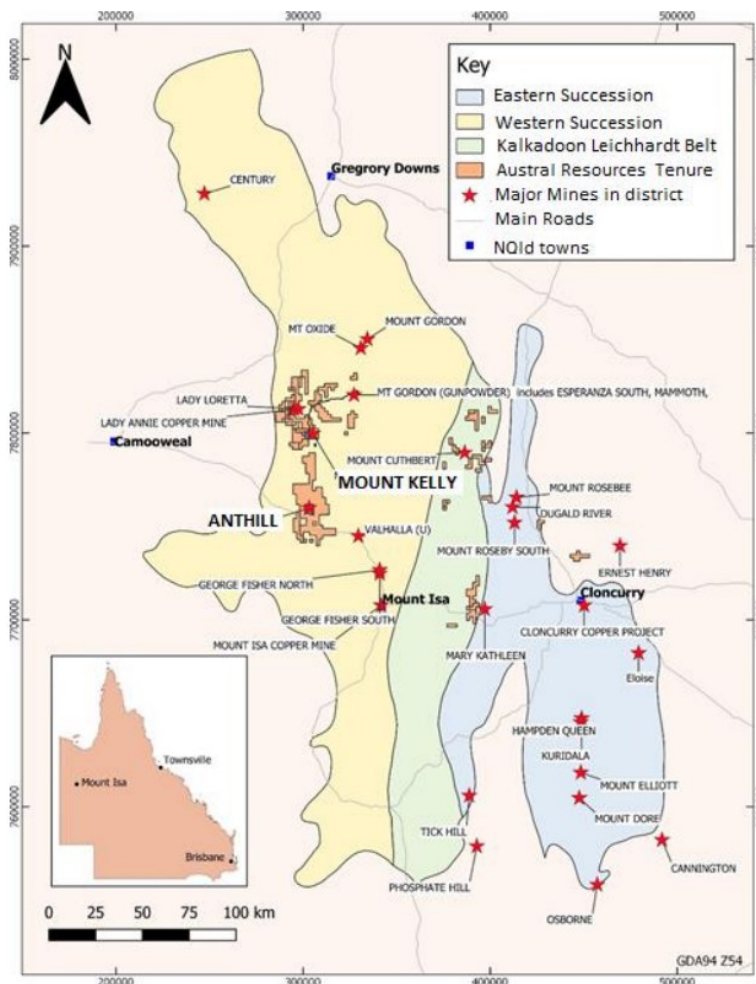 200000 300000 400000 500000
8000000
7900000
7800000
7700000
7600000
N
Key
Eastern Succession
Western Succession
Kalkadoon Leichhardt Belt
Austral Resources Tenure
Major Mines in district
Main Roads
NQld towns
Gregrory Downs
CENTURY
MOUNT GORDON
MT OXIDE
LADY LORETTA
MT GORDON (GUNPOWDER) includes ESPERANZA SOUTH, MAMMOTH,
LADY ANNIE COPPER MINE
Camooweal
MOUNT CUTHBERT
MOUNT KELLY
MOUNT ROSEBEE
ANTHILL
DUGALD RIVER
VALHALLA (U)
MOUNT ROSEBY SOUTH
ERNEST HENRY
GEORGE FISHER NORTH
Mount Isa
Cloncurry
GEORGE FISHER SOUTH
CLONCURRY COPPER PROJECT
MOUNT ISA COPPER MINE
MARY KATHLEEN
Eloise
HAMPDEN QUEEN
KURIDALA
MOUNT ELLIOTT
MOUNT DORE
TICK HILL
CANNINGTON
PHOSPHATE HILL
OSBORNE
Townsville
Mount Isa
Brisbane
0 25 50 75 100 km
GDA94 Z54
200000 300000 400000 500000